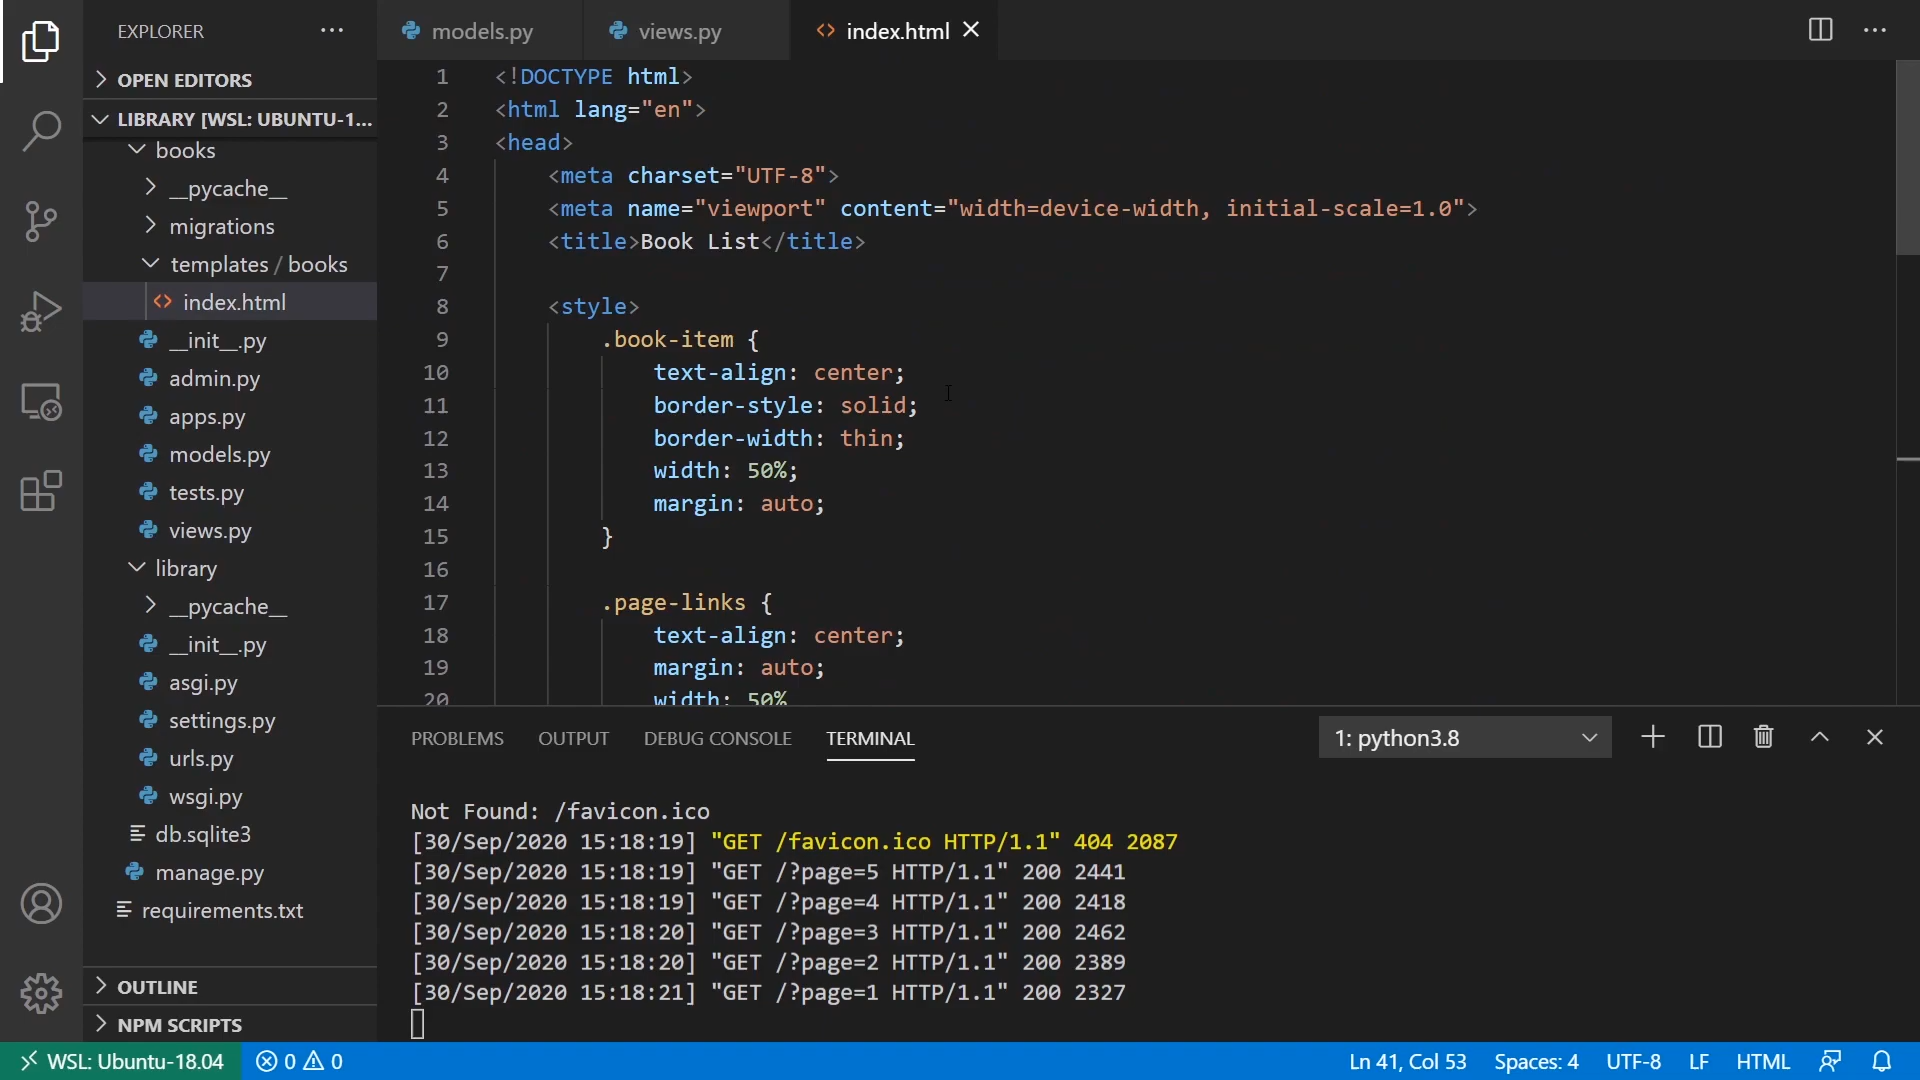 EXPLORER
OPEN EDITORS
LIBRARY [WSL: UBUNTU-1...
books
__pycache__
migrations
templates / books
index.html
__init__.py
admin.py
apps.py
models.py
tests.py
views.py
library
__pycache__
__init__.py
asgi.py
settings.py
urls.py
wsgi.py
db.sqlite3
manage.py
requirements.txt
OUTLINE
NPM SCRIPTS
models.py
views.py
index.html
1 <!DOCTYPE html>
2 <html lang="en">
3 <head>
4 <meta charset="UTF-8">
5 <meta name="viewport" content="width=device-width, initial-scale=1.0">
6 <title>Book List</title>
7
8 <style>
9 .book-item {
10 text-align: center;
11 border-style: solid;
12 border-width: thin;
13 width: 50%;
14 margin: auto;
15 }
16
17 .page-links {
18 text-align: center;
19 margin: auto;
20 width: 50%
PROBLEMS OUTPUT DEBUG CONSOLE TERMINAL
1: python3.8
Not Found: /favicon.ico
[30/Sep/2020 15:18:19] "GET /favicon.ico HTTP/1.1" 404 2087
[30/Sep/2020 15:18:19] "GET /?page=5 HTTP/1.1" 200 2441
[30/Sep/2020 15:18:19] "GET /?page=4 HTTP/1.1" 200 2418
[30/Sep/2020 15:18:20] "GET /?page=3 HTTP/1.1" 200 2462
[30/Sep/2020 15:18:20] "GET /?page=2 HTTP/1.1" 200 2389
[30/Sep/2020 15:18:21] "GET /?page=1 HTTP/1.1" 200 2327
WSL: Ubuntu-18.04 0 0 Ln 41, Col 53 Spaces: 4 UTF-8 LF HTML